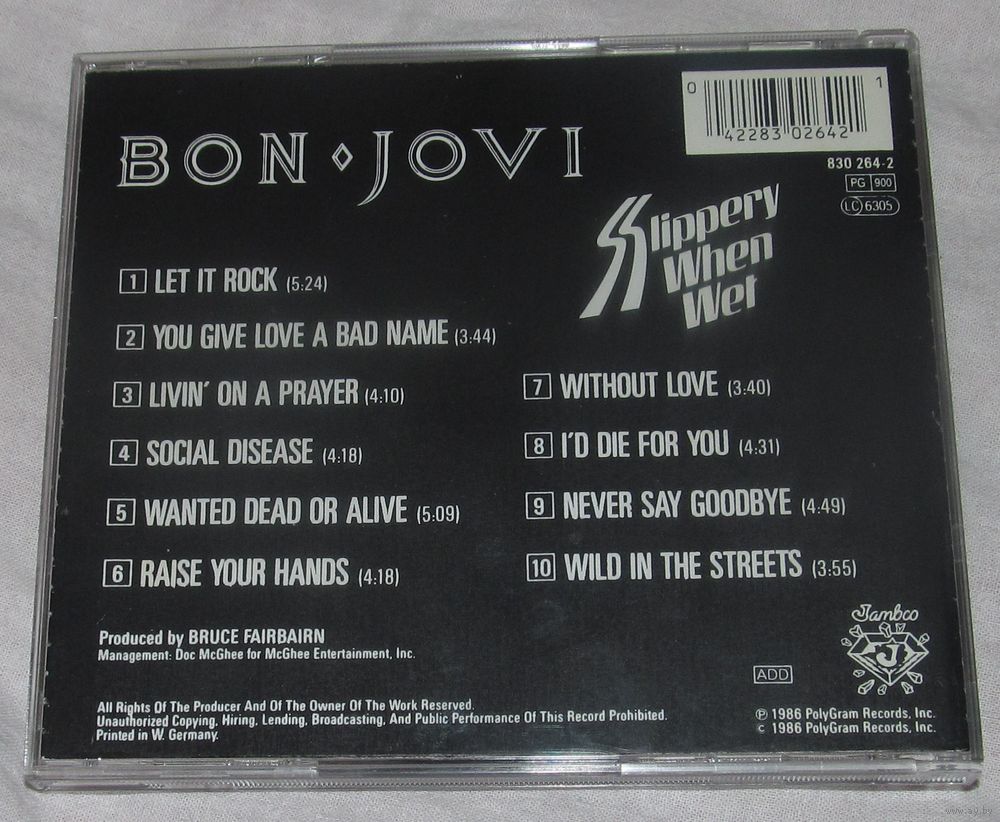 BON ◇ JOVI
0 42283 02642 1
830 264-2
PG 900
LC 6305
Slippery
When
Wet
1 LET IT ROCK (5:24)
2 YOU GIVE LOVE A BAD NAME (3:44)
3 LIVIN' ON A PRAYER (4:10)
4 SOCIAL DISEASE (4:18)
5 WANTED DEAD OR ALIVE (5:09)
6 RAISE YOUR HANDS (4:18)
7 WITHOUT LOVE (3:40)
8 I'D DIE FOR YOU (4:31)
9 NEVER SAY GOODBYE (4:49)
10 WILD IN THE STREETS (3:55)
Produced by BRUCE FAIRBAIRN
Management: Doc McGhee for McGhee Entertainment, Inc.
Jambco
J
ADD
All Rights Of The Producer And Of The Owner Of The Work Reserved.
Unauthorized Copying, Hiring, Lending, Broadcasting, And Public Performance Of This Record Prohibited.
Printed in W. Germany.
℗ 1986 PolyGram Records, Inc.
© 1986 PolyGram Records, Inc.
www.ay.by